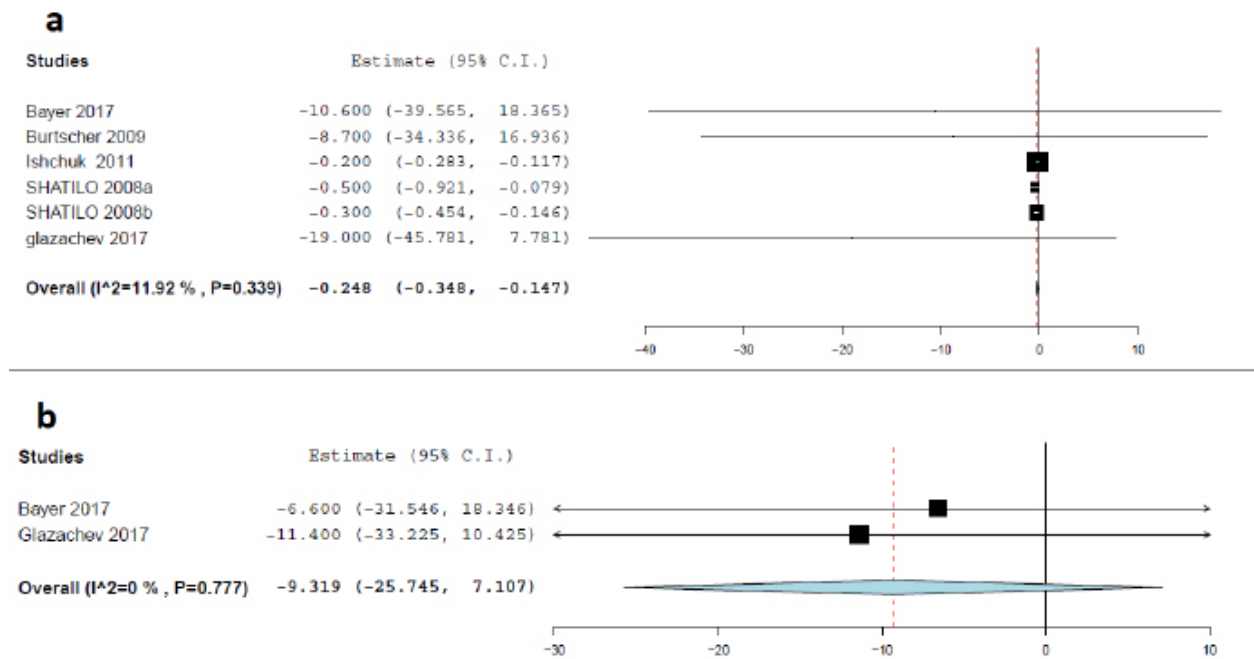 a
Studies Estimate (95% C.I.)
Bayer 2017 -10.600 (-39.565, 18.365)
Burtscher 2009 -8.700 (-34.336, 16.936)
Ishchuk 2011 -0.200 (-0.283, -0.117)
SHATILO 2008a -0.500 (-0.921, -0.079)
SHATILO 2008b -0.300 (-0.454, -0.146)
glazachev 2017 -19.000 (-45.781, 7.781)
Overall (I^2=11.92 % , P=0.339) -0.248 (-0.348, -0.147)
-40 -30 -20 -10 0 10
b
Studies Estimate (95% C.I.)
Bayer 2017 -6.600 (-31.546, 18.346)
Glazachev 2017 -11.400 (-33.225, 10.425)
Overall (I^2=0 % , P=0.777) -9.319 (-25.745, 7.107)
-30 -20 -10 0 10